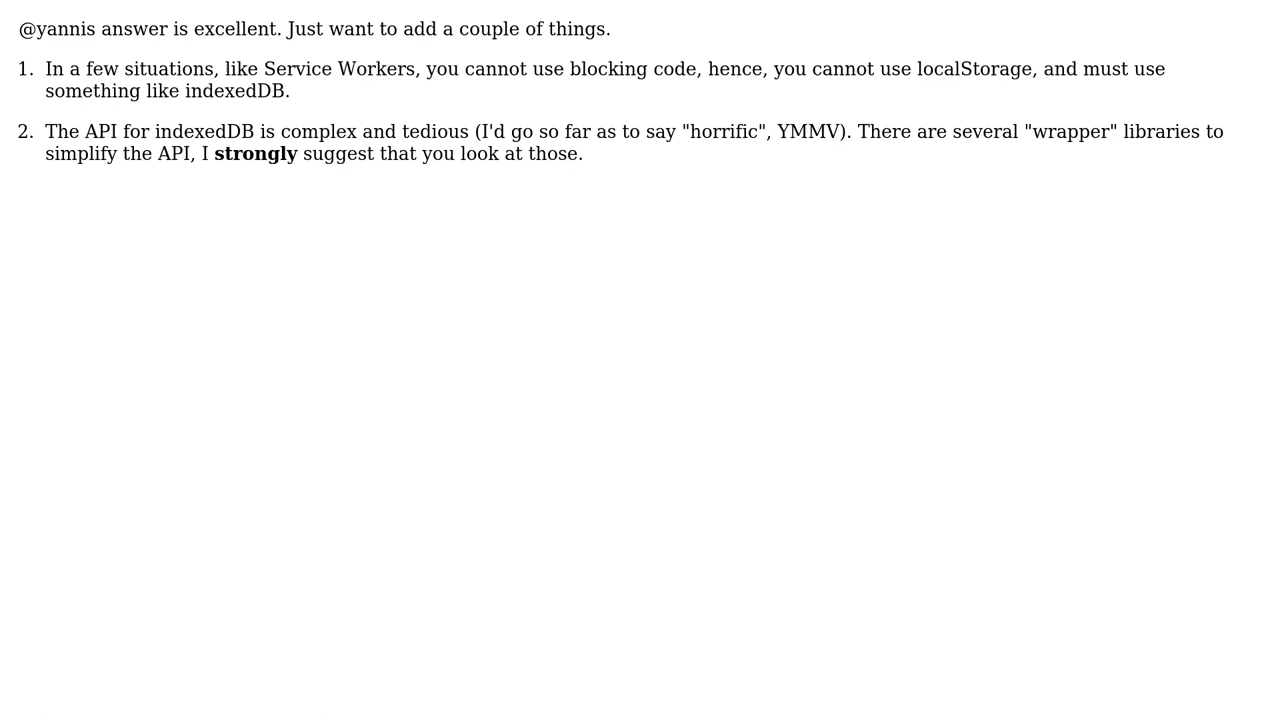 @yannis answer is excellent. Just want to add a couple of things.
1. In a few situations, like Service Workers, you cannot use blocking code, hence, you cannot use localStorage, and must use
something like indexedDB.
2. The API for indexedDB is complex and tedious (I'd go so far as to say "horrific", YMMV). There are several "wrapper" libraries to
simplify the API, I strongly suggest that you look at those.